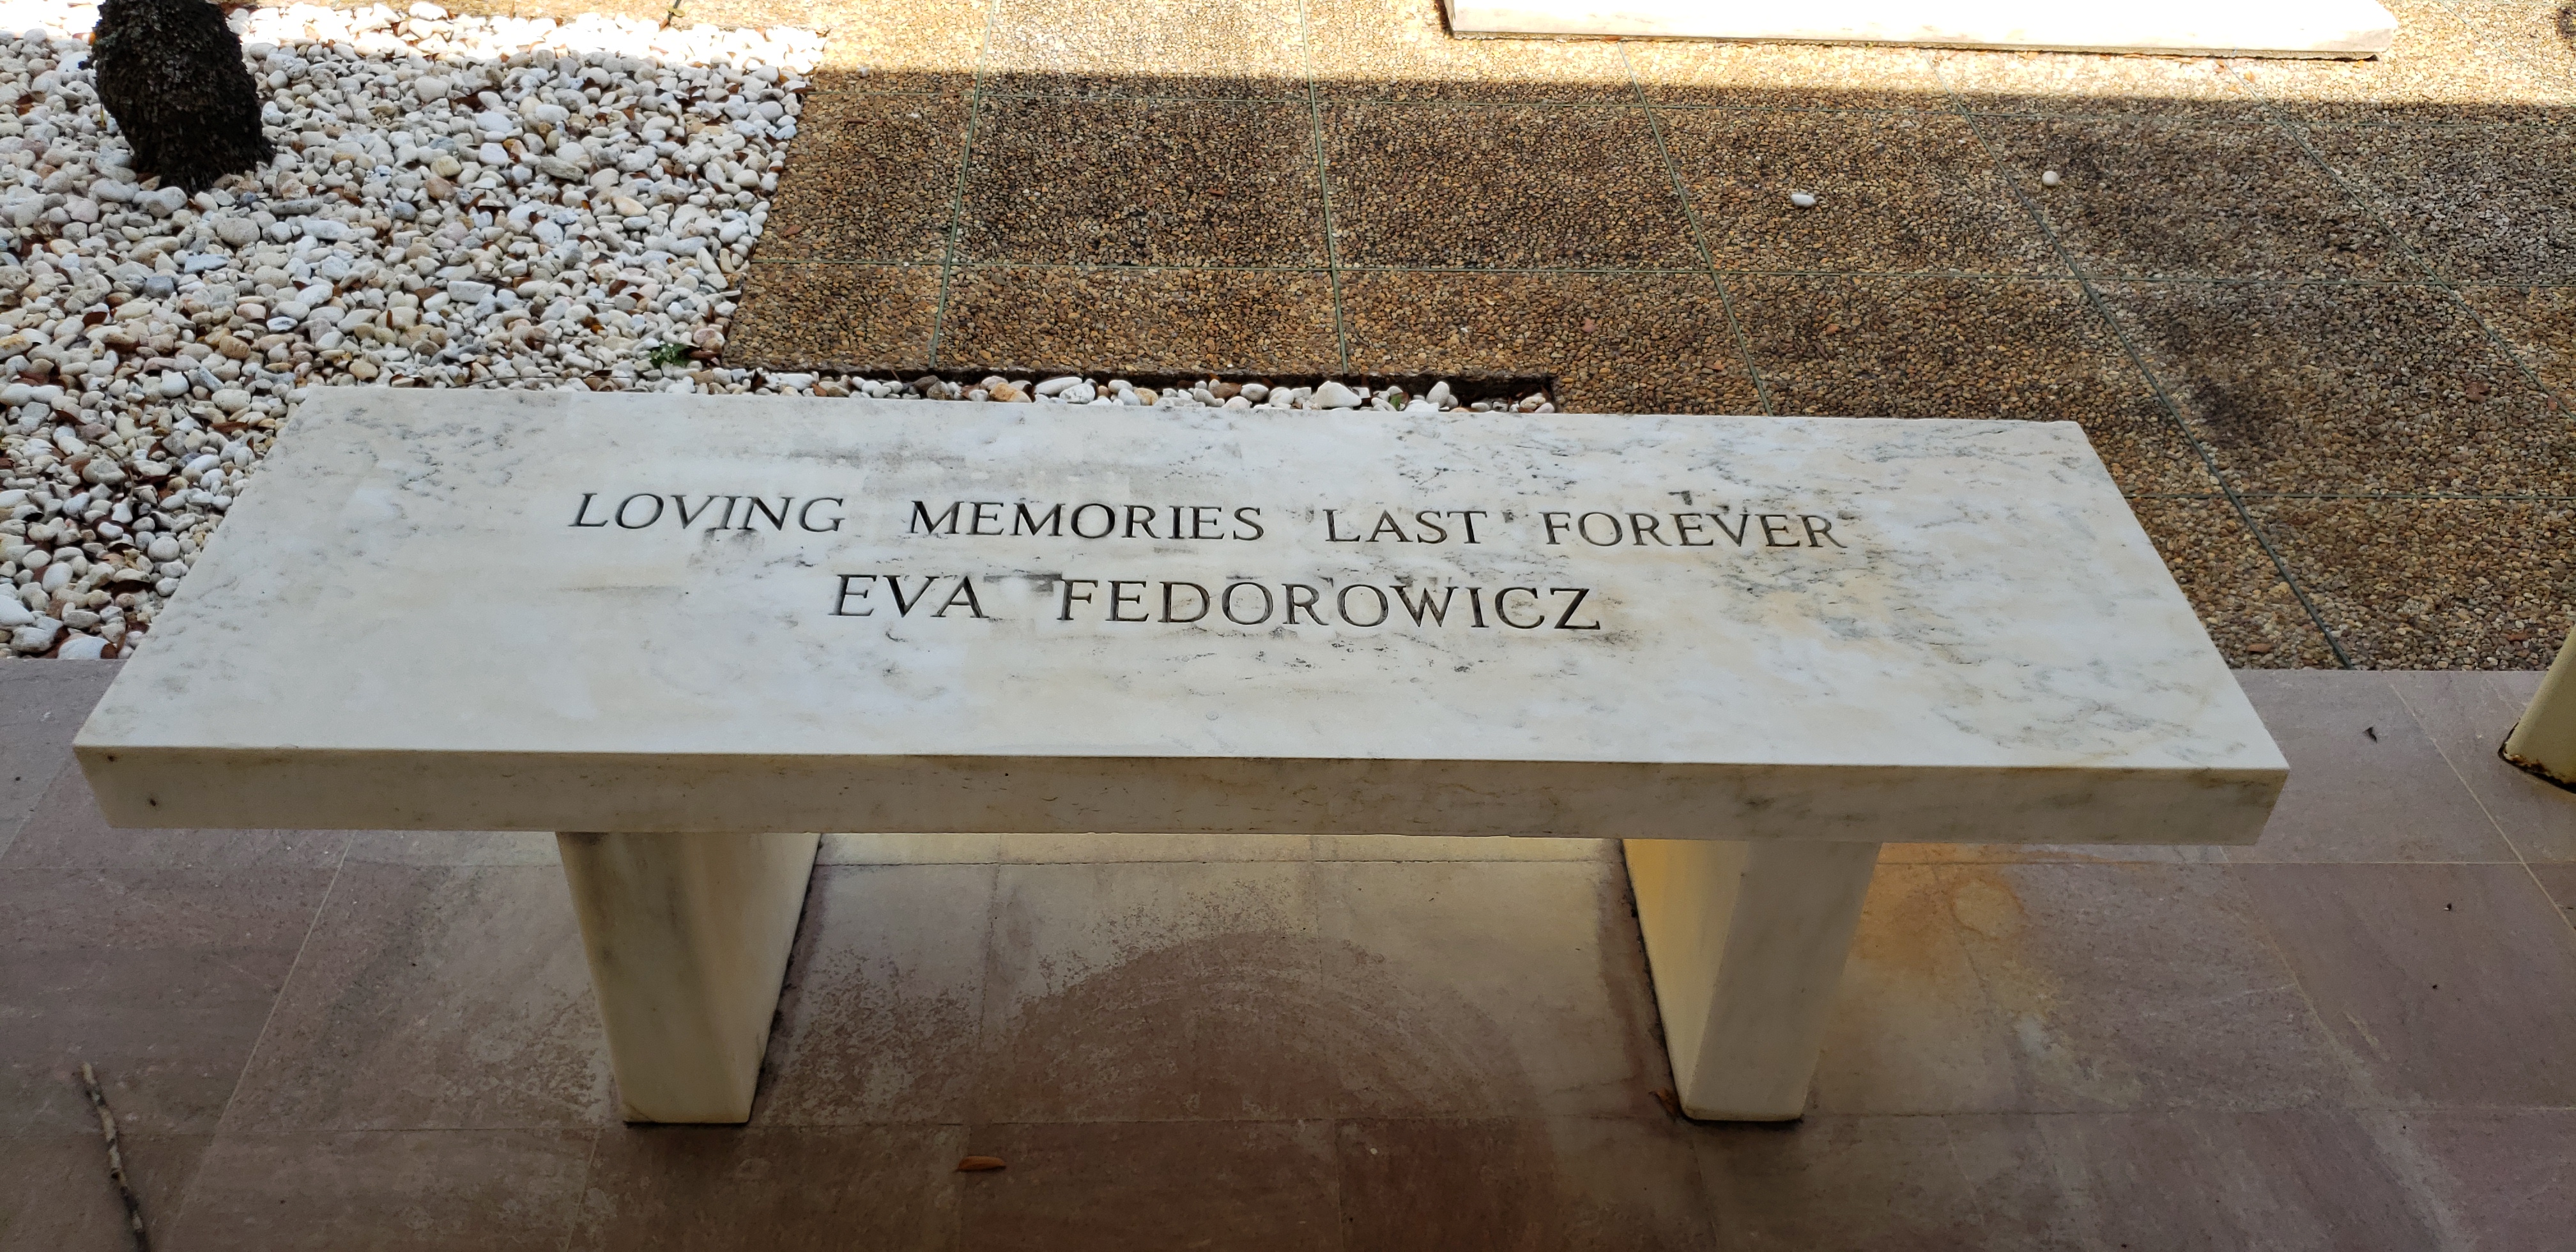 LOVING MEMORIES LAST FOREVER
EVA FEDOROWICZ